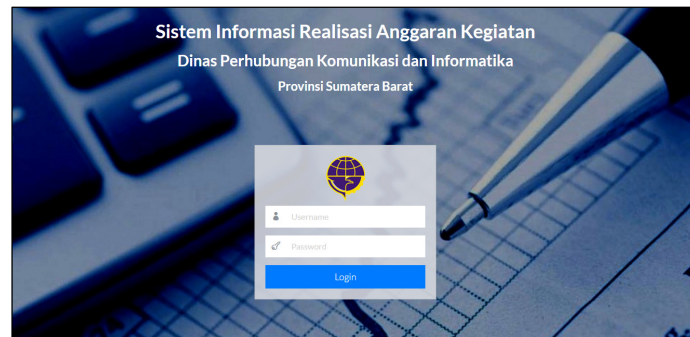 Sistem Informasi Realisasi Anggaran Kegiatan
Dinas Perhubungan Komunikasi dan Informatika
Provinsi Sumatera Barat
Username
Password
Login